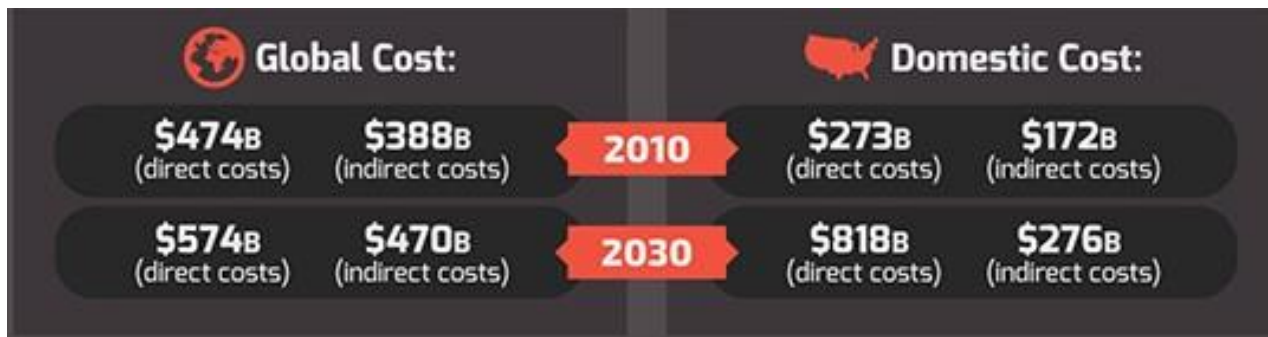 Global Cost:
Domestic Cost:
$474B $388B
(direct costs) (indirect costs)
2010
$273B $172B
(direct costs) (indirect costs)
$574B $470B
(direct costs) (indirect costs)
2030
$818B $276B
(direct costs) (indirect costs)